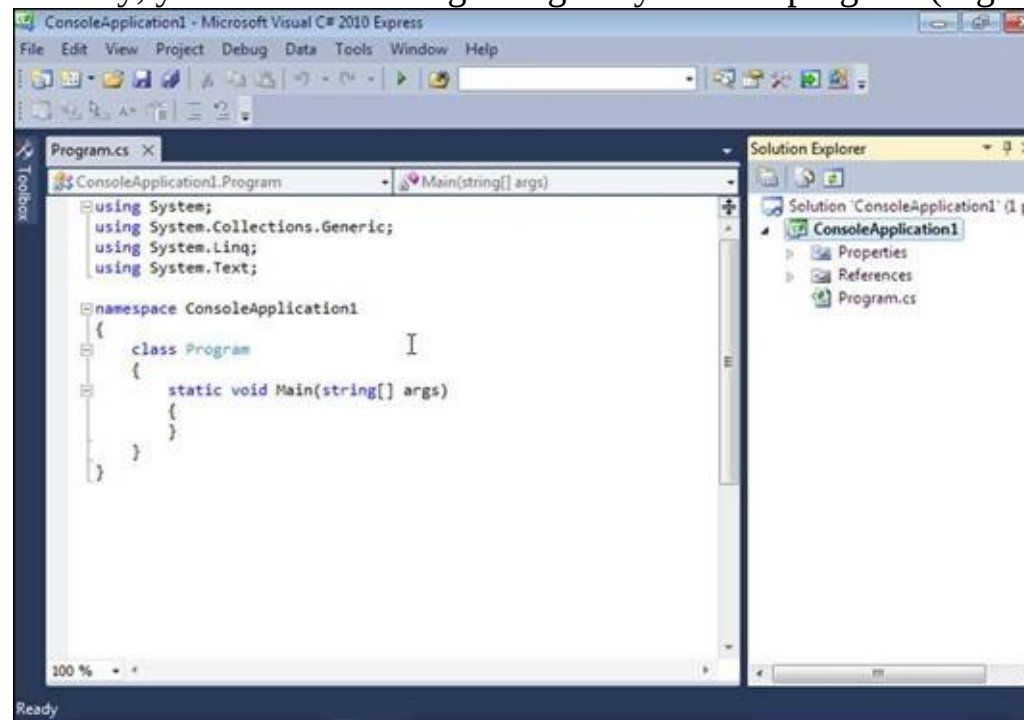 ConsoleApplication1 - Microsoft Visual C# 2010 Express
File Edit View Project Debug Data Tools Window Help
Toolbox
Program.cs
ConsoleApplication1.Program
Main(string[] args)
using System;
using System.Collections.Generic;
using System.Linq;
using System.Text;
namespace ConsoleApplication1
{
class Program
{
static void Main(string[] args)
{
}
}
}
100 %
Solution Explorer
Solution 'ConsoleApplication1' (1 p
ConsoleApplication1
Properties
References
Program.cs
Ready